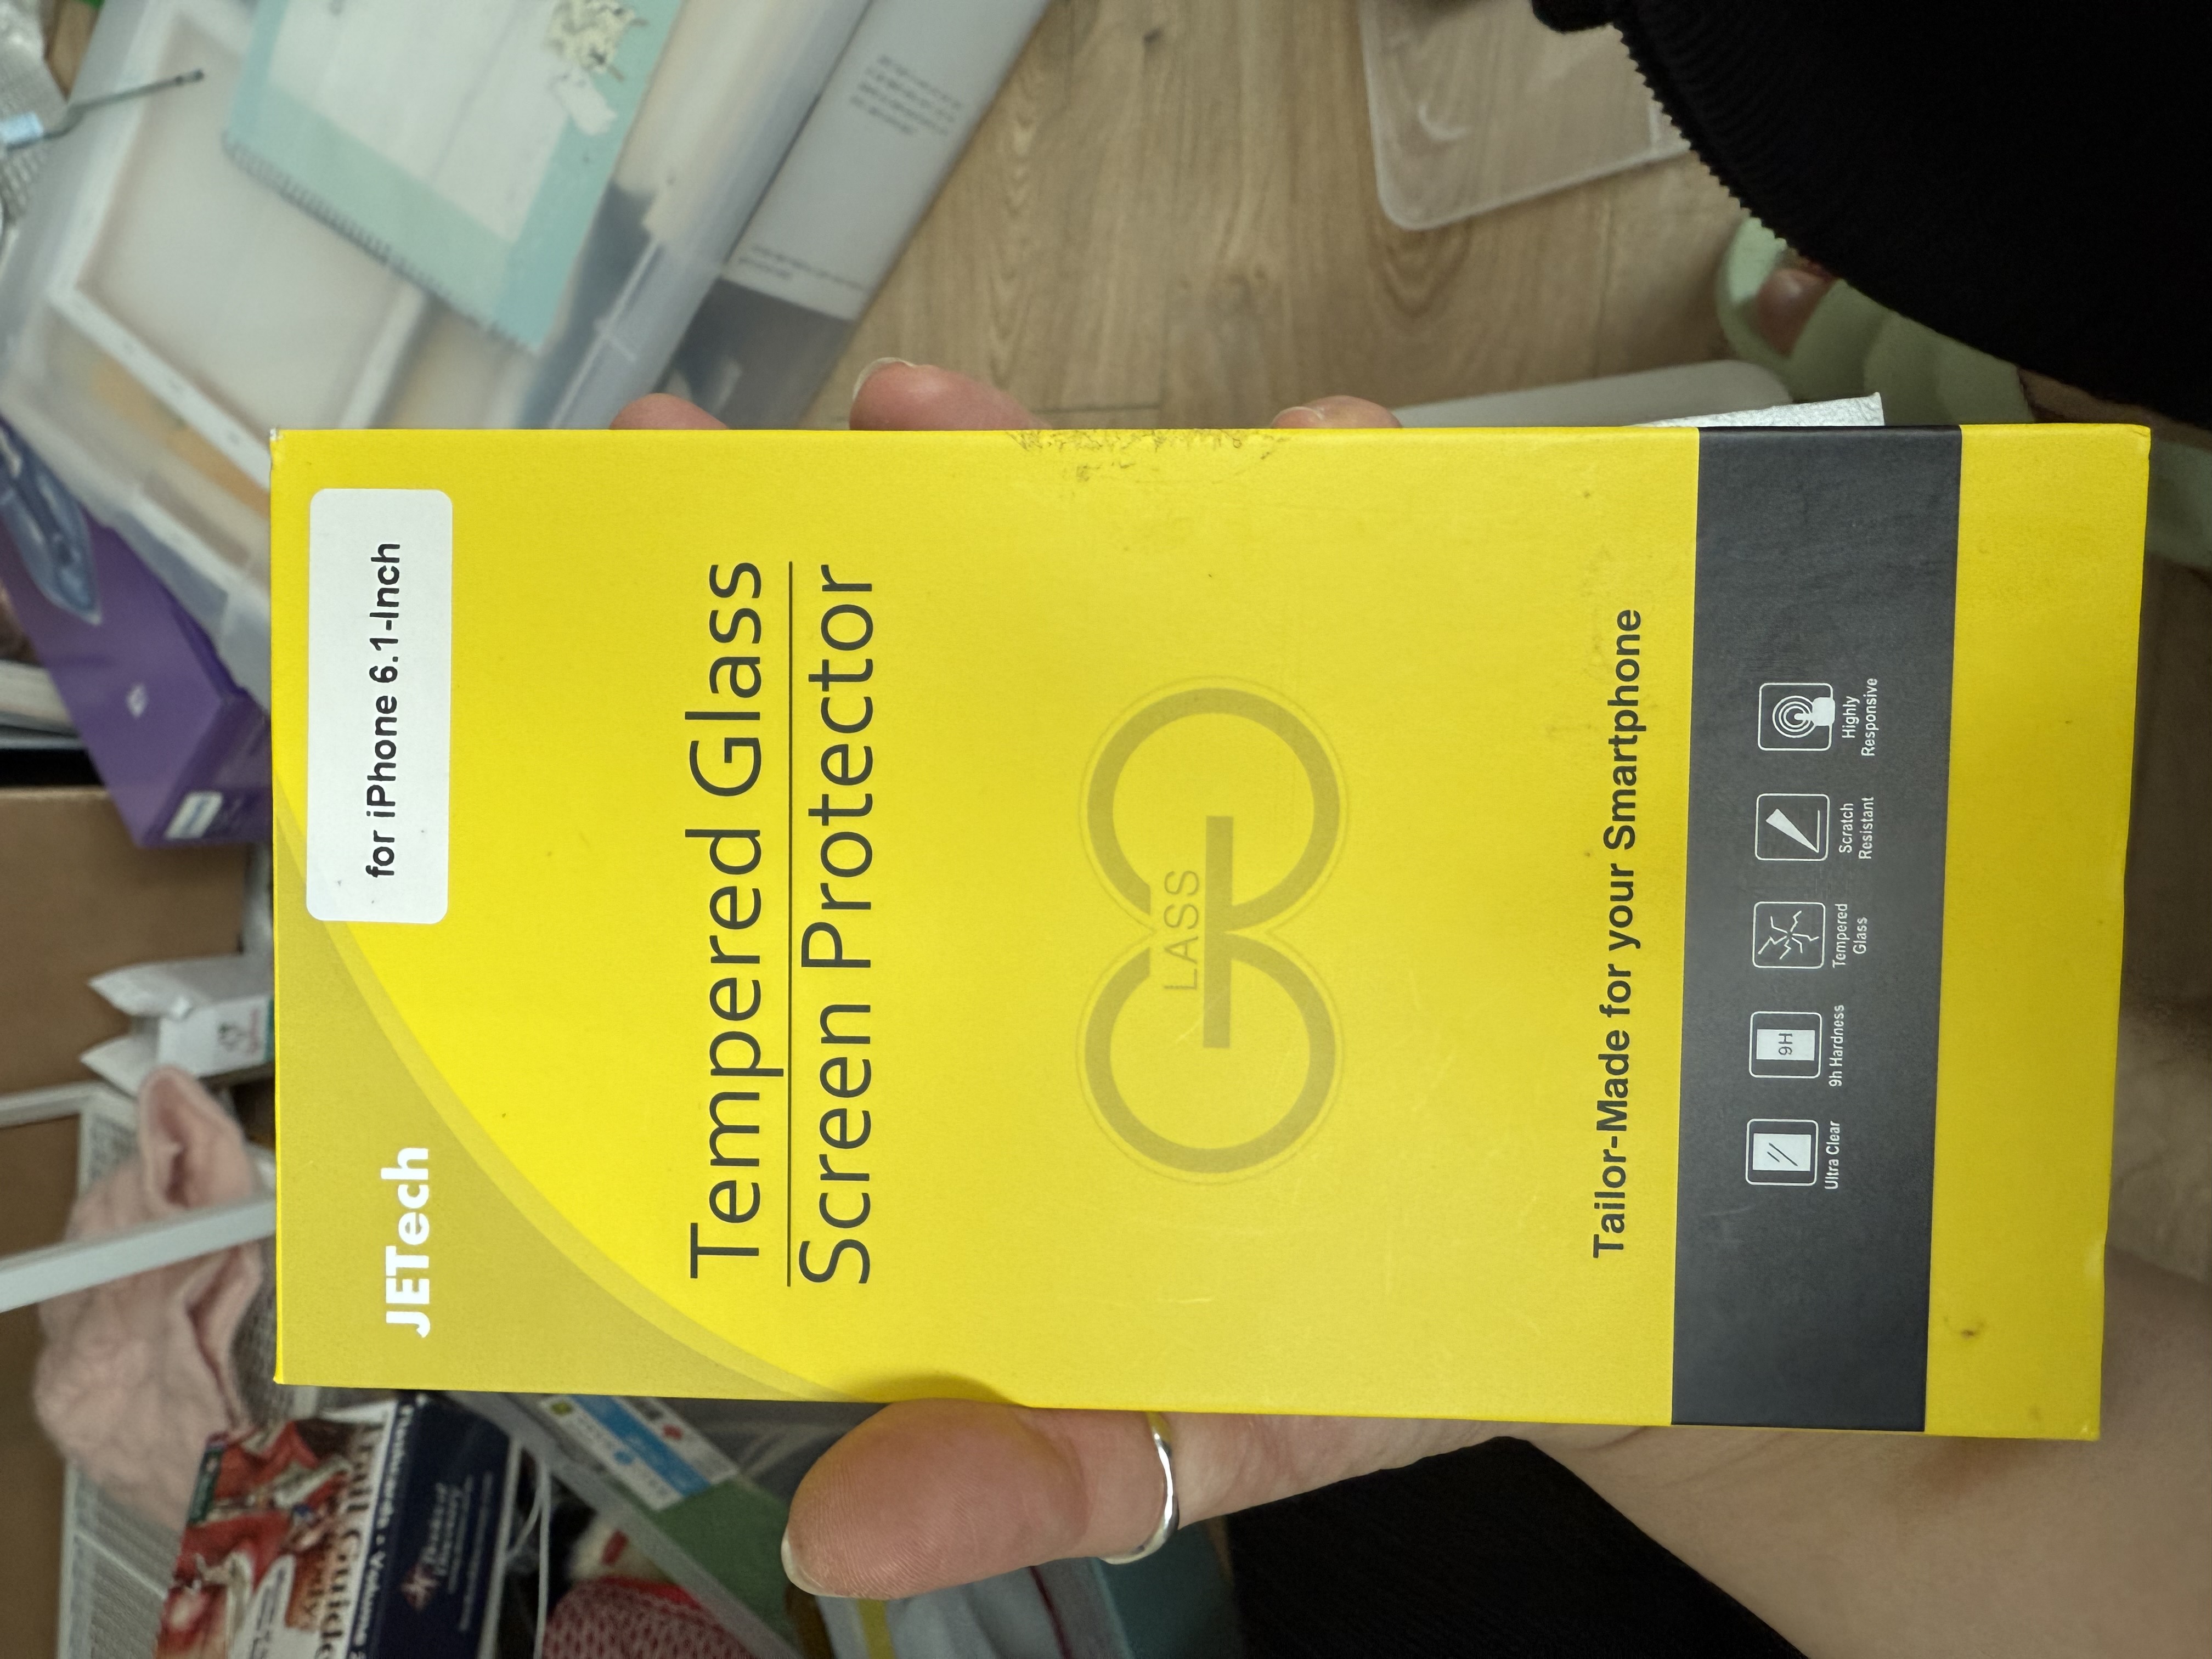 for iPhone 6.1-Inch
JETech
Tempered Glass
Screen Protector
LASS
Tailor-Made for your Smartphone
9H
Ultra Clear
9h Hardness
Tempered
Glass
Scratch
Resistant
Highly
Responsive